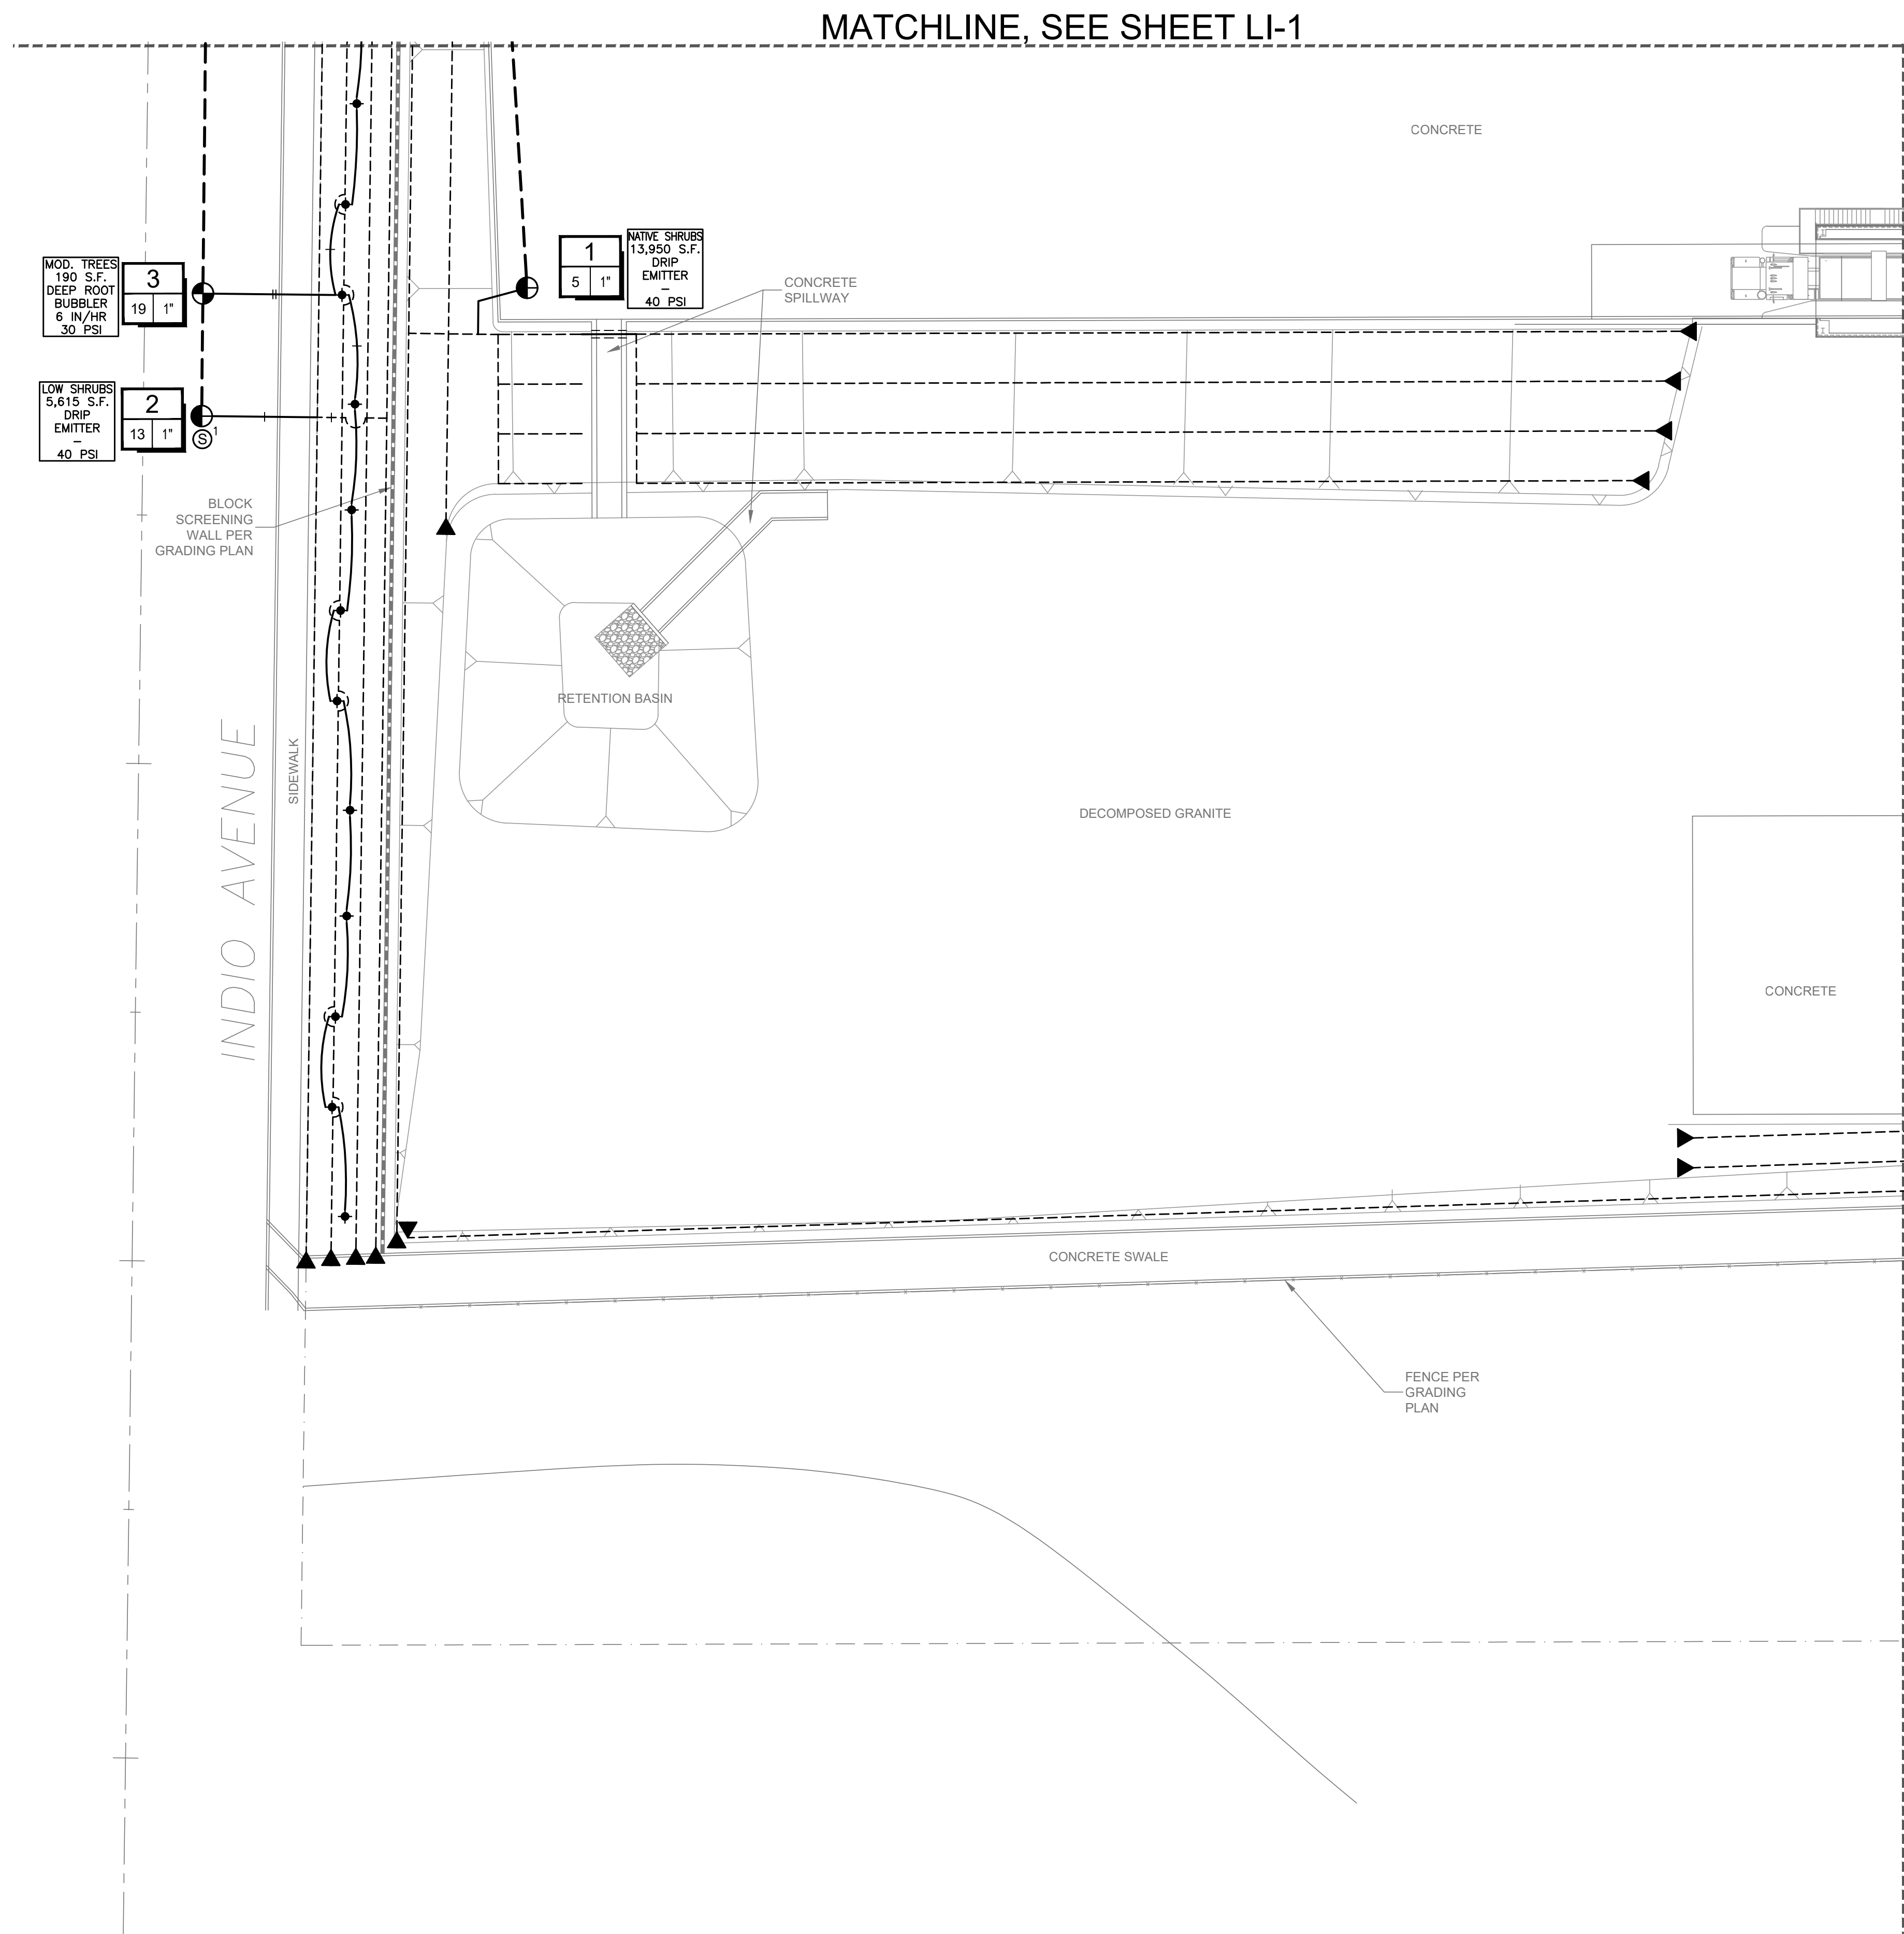 MATCHLINE, SEE SHEET LI-1
CONCRETE
MOD. TREES
190 S.F.
DEEP ROOT
BUBBLER
6 IN/HR
30 PSI
3
19 1"
1
5 1"
NATIVE SHRUBS
13,950 S.F.
DRIP
EMITTER
–
40 PSI
CONCRETE
SPILLWAY
LOW SHRUBS
5,615 S.F.
DRIP
EMITTER
–
40 PSI
2
13 1"
S 1
BLOCK
SCREENING
WALL PER
GRADING PLAN
RETENTION BASIN
INDIO AVENUE
SIDEWALK
DECOMPOSED GRANITE
CONCRETE
CONCRETE SWALE
FENCE PER
GRADING
PLAN